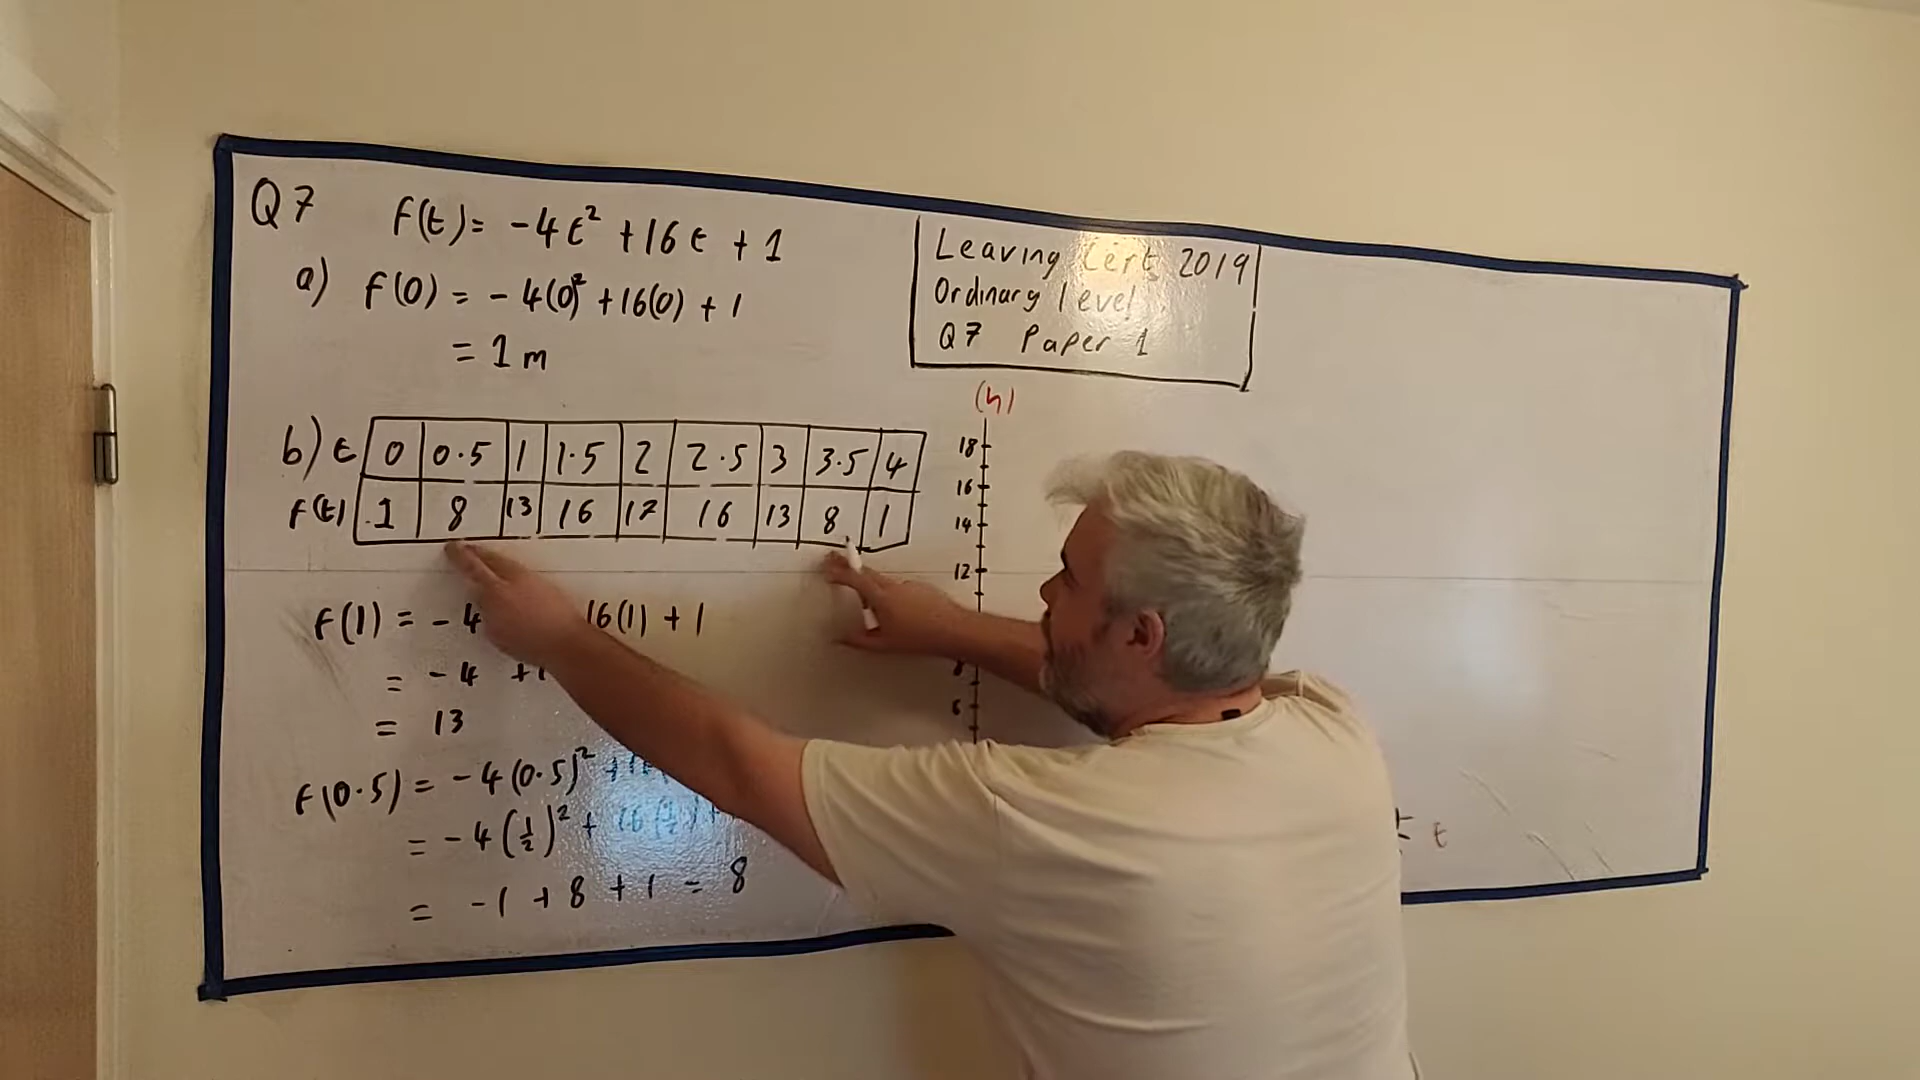 Q7 f(t) = -4t² + 16t + 1
a) f(0) = -4(0)² + 16(0) + 1
= 1m
Leaving Cert 2019
Ordinary level
Q7 Paper 1
b) t 0 0.5 1 1.5 2 2.5 3 3.5 4
f(t) 1 8 13 16 17 16 13 8 1
f(1) = -4 16(1) + 1
= -4 +1
= 13
f(0.5) = -4(0.5)² +16
= -4(½)² + 16(½) +
= -1 + 8 + 1 = 8
(h)
18
16
14
12
8
6
t t